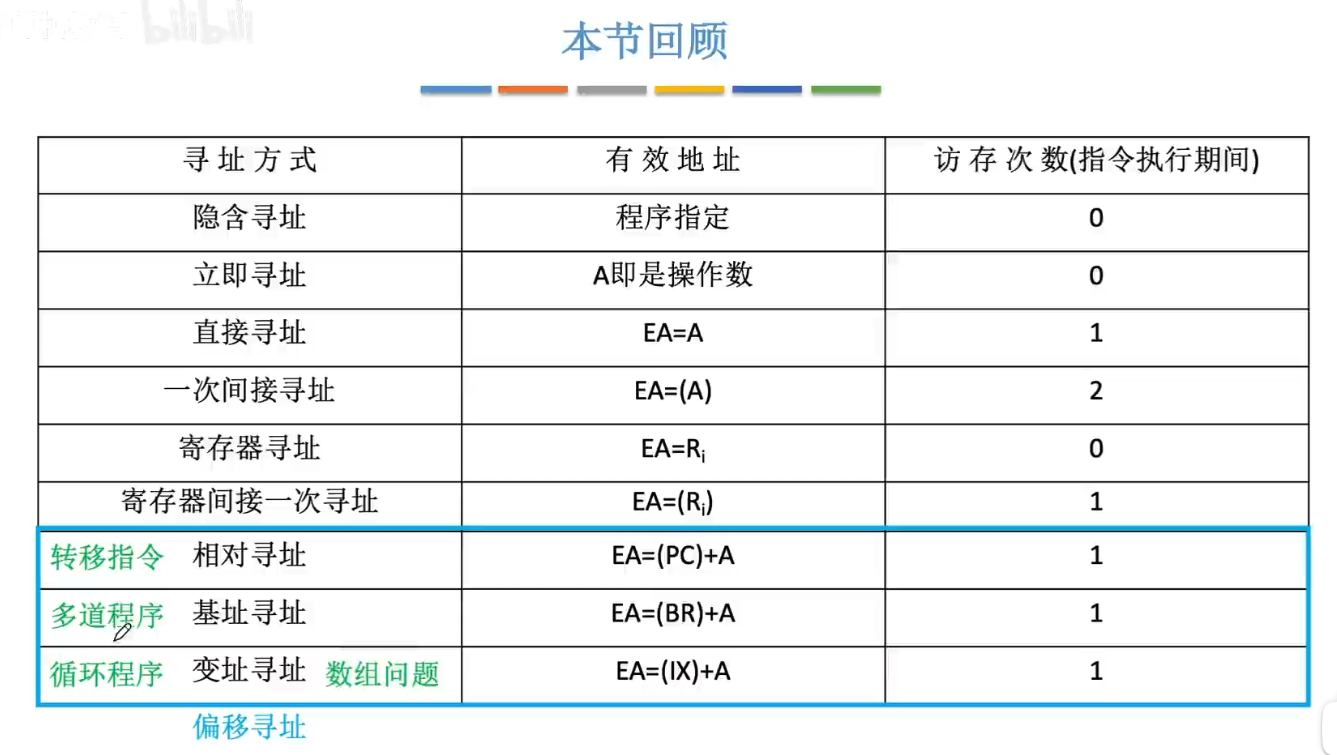 bilibili
本节回顾
寻址方式 有效地址 访存次数(指令执行期间)
隐含寻址 程序指定 0
立即寻址 A即是操作数 0
直接寻址 EA=A 1
一次间接寻址 EA=(A) 2
寄存器寻址 EA=Ri 0
寄存器间接一次寻址 EA=(Ri) 1
转移指令 相对寻址 EA=(PC)+A 1
多道程序 基址寻址 EA=(BR)+A 1
循环程序 变址寻址 数组问题 EA=(IX)+A 1
偏移寻址